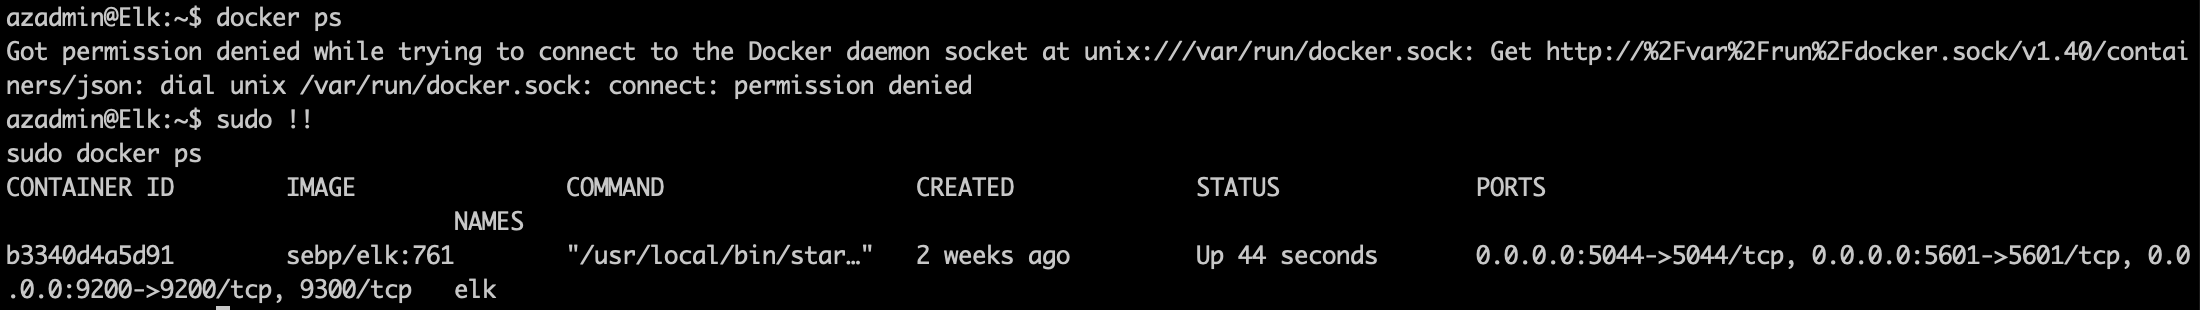 azadmin@Elk:~$ docker ps
Got permission denied while trying to connect to the Docker daemon socket at unix:///var/run/docker.sock: Get http://%2Fvar%2Frun%2Fdocker.sock/v1.40/contai
ners/json: dial unix /var/run/docker.sock: connect: permission denied
azadmin@Elk:~$ sudo !!
sudo docker ps
CONTAINER ID        IMAGE               COMMAND                  CREATED             STATUS              PORTS
                                NAMES
b3340d4a5d91        sebp/elk:761        "/usr/local/bin/star…"   2 weeks ago         Up 44 seconds       0.0.0.0:5044->5044/tcp, 0.0.0.0:5601->5601/tcp, 0.0
.0.0:9200->9200/tcp, 9300/tcp   elk